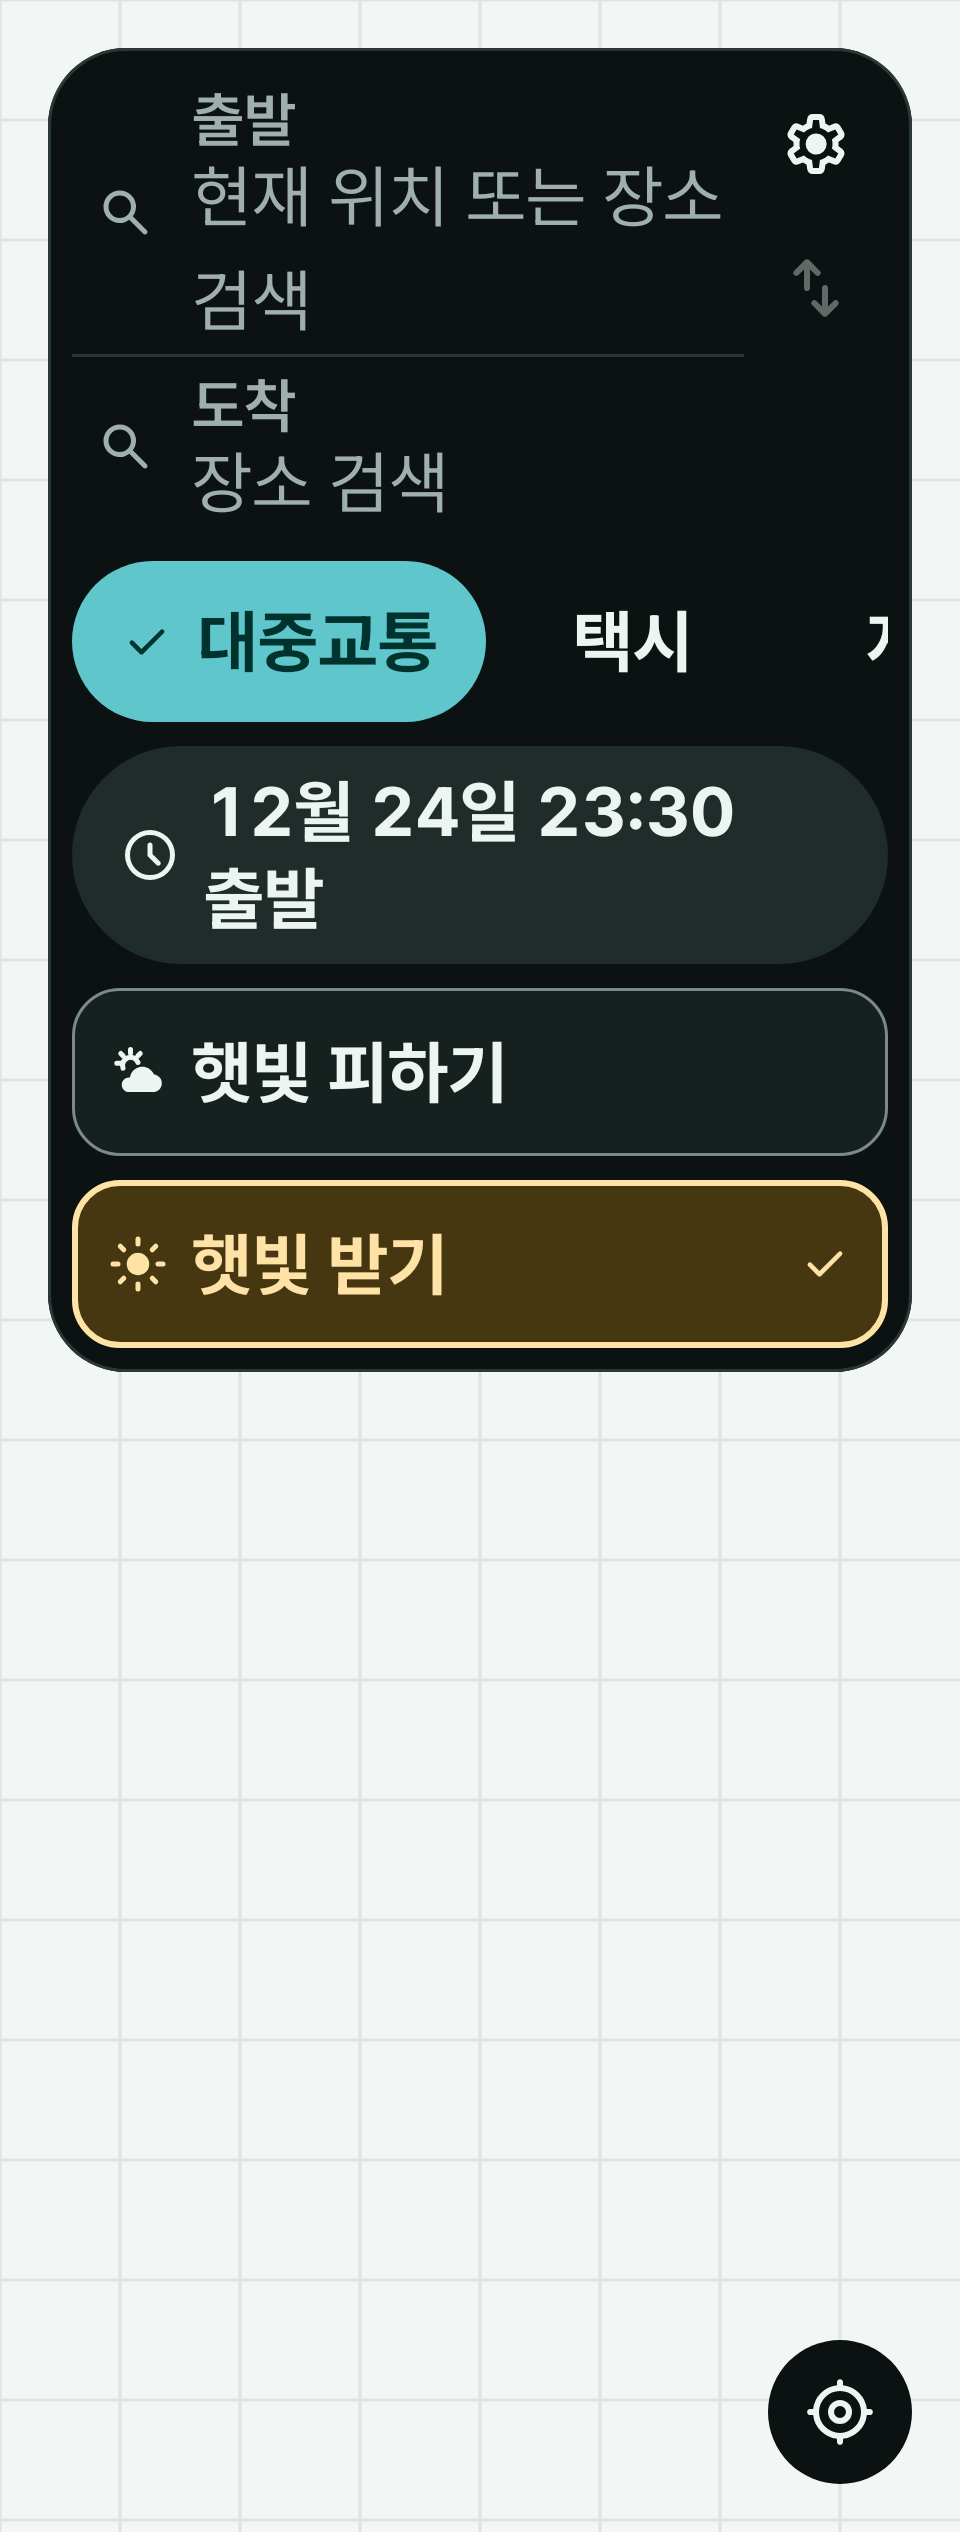 출발
현재 위치 또는 장소
검색
도착
장소 검색
대중교통
택시
12월 24일 23:30
출발
햇빛 피하기
햇빛 받기